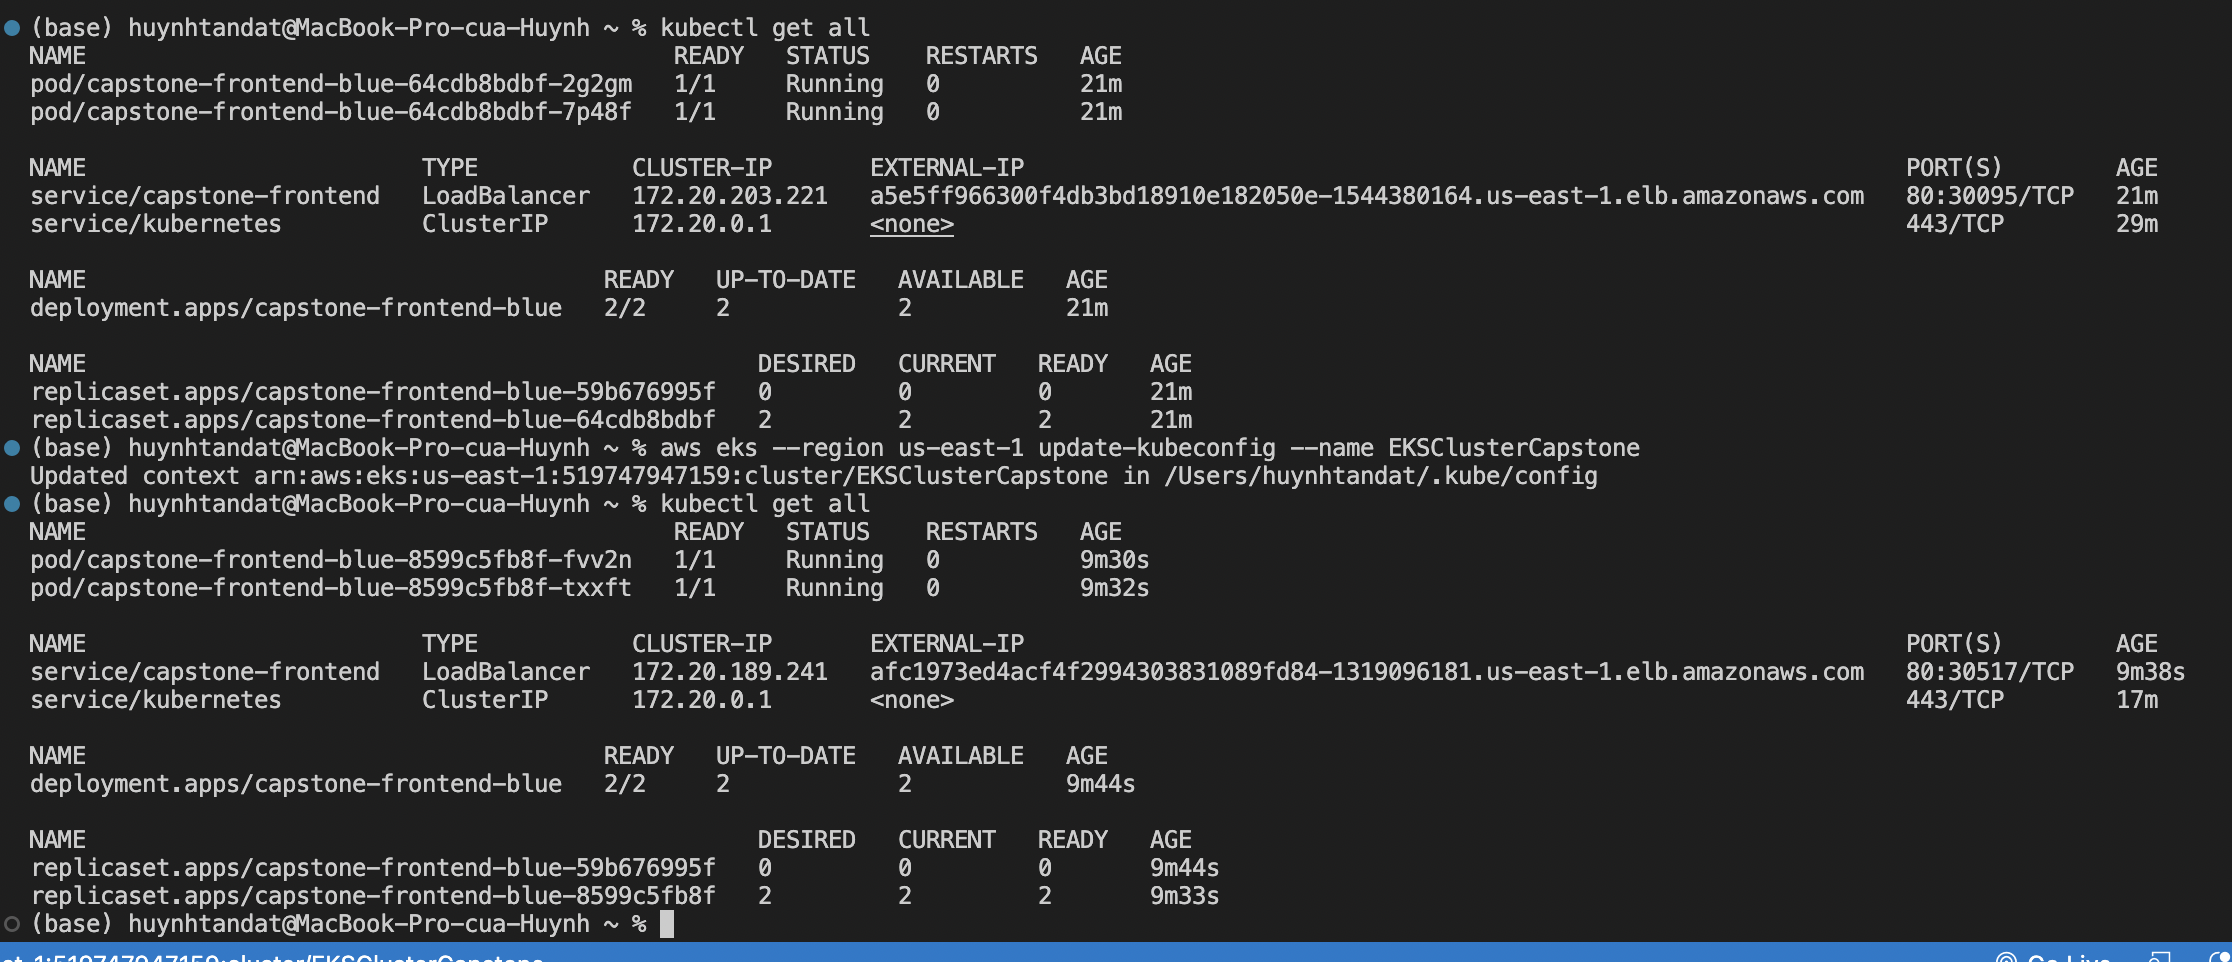 (base) huynhtandat@MacBook-Pro-cua-Huynh ~ % kubectl get all
NAME READY STATUS RESTARTS AGE
pod/capstone-frontend-blue-64cdb8bdbf-2g2gm 1/1 Running 0 21m
pod/capstone-frontend-blue-64cdb8bdbf-7p48f 1/1 Running 0 21m
NAME TYPE CLUSTER-IP EXTERNAL-IP PORT(S) AGE
service/capstone-frontend LoadBalancer 172.20.203.221 a5e5ff966300f4db3bd18910e182050e-1544380164.us-east-1.elb.amazonaws.com 80:30095/TCP 21m
service/kubernetes ClusterIP 172.20.0.1 <none> 443/TCP 29m
NAME READY UP-TO-DATE AVAILABLE AGE
deployment.apps/capstone-frontend-blue 2/2 2 2 21m
NAME DESIRED CURRENT READY AGE
replicaset.apps/capstone-frontend-blue-59b676995f 0 0 0 21m
replicaset.apps/capstone-frontend-blue-64cdb8bdbf 2 2 2 21m
(base) huynhtandat@MacBook-Pro-cua-Huynh ~ % aws eks --region us-east-1 update-kubeconfig --name EKSClusterCapstone
Updated context arn:aws:eks:us-east-1:519747947159:cluster/EKSClusterCapstone in /Users/huynhtandat/.kube/config
(base) huynhtandat@MacBook-Pro-cua-Huynh ~ % kubectl get all
NAME READY STATUS RESTARTS AGE
pod/capstone-frontend-blue-8599c5fb8f-fvv2n 1/1 Running 0 9m30s
pod/capstone-frontend-blue-8599c5fb8f-txxft 1/1 Running 0 9m32s
NAME TYPE CLUSTER-IP EXTERNAL-IP PORT(S) AGE
service/capstone-frontend LoadBalancer 172.20.189.241 afc1973ed4acf4f2994303831089fd84-1319096181.us-east-1.elb.amazonaws.com 80:30517/TCP 9m38s
service/kubernetes ClusterIP 172.20.0.1 <none> 443/TCP 17m
NAME READY UP-TO-DATE AVAILABLE AGE
deployment.apps/capstone-frontend-blue 2/2 2 2 9m44s
NAME DESIRED CURRENT READY AGE
replicaset.apps/capstone-frontend-blue-59b676995f 0 0 0 9m44s
replicaset.apps/capstone-frontend-blue-8599c5fb8f 2 2 2 9m33s
(base) huynhtandat@MacBook-Pro-cua-Huynh ~ %
st-1:519747947159:cluster/EKSClusterCapstone Go Live